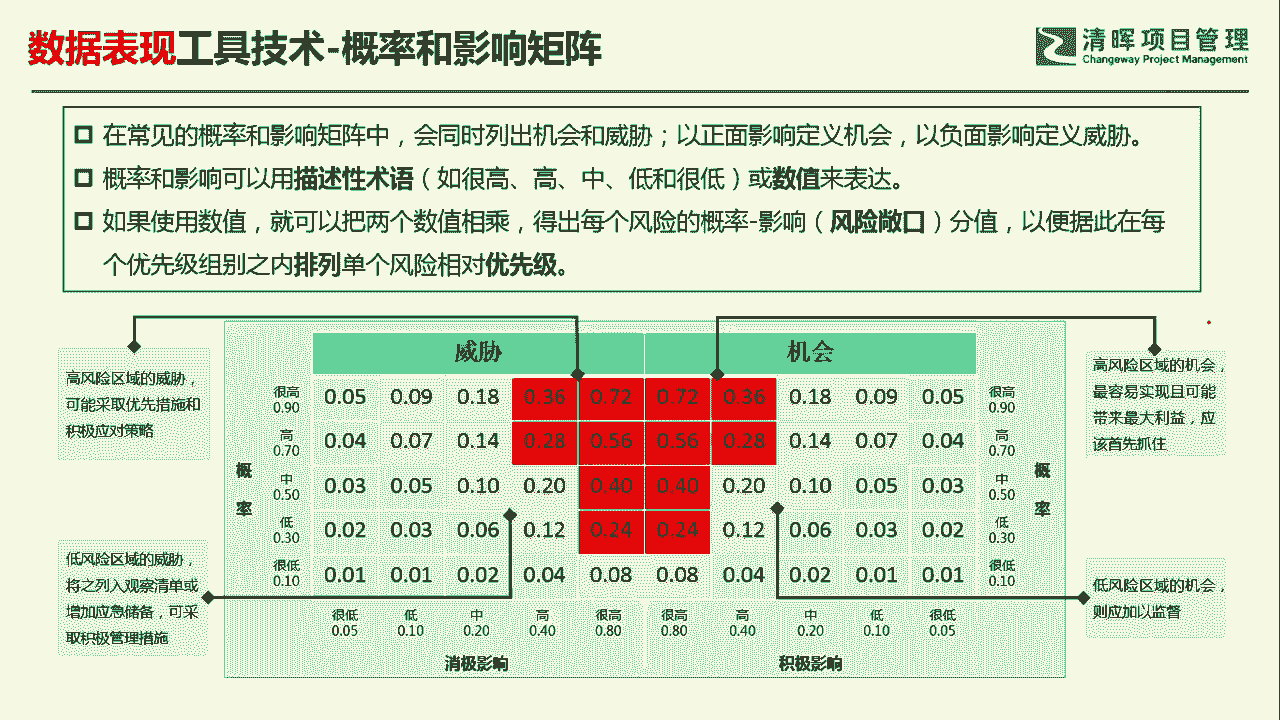 数据表现工具技术-概率和影响矩阵
清晖项目管理
Changeway Project Management
在常见的概率和影响矩阵中，会同时列出机会和威胁；以正面影响定义机会，以负面影响定义威胁。
概率和影响可以用描述性术语（如很高、高、中、低和很低）或数值来表达。
如果使用数值，就可以把两个数值相乘，得出每个风险的概率-影响（风险敞口）分值，以便据此在每
个优先级组别之内排列单个风险相对优先级。
高风险区域的威胁，
可能采取优先措施和
积极应对策略
低风险区域的威胁，
将之列入观察清单或
增加应急储备，可采
取积极管理措施
威胁 机会
概率
很高 0.05 0.09 0.18 0.36 0.72 0.72 0.36 0.18 0.09 0.05 很高
0.90 0.90
高 0.04 0.07 0.14 0.28 0.56 0.56 0.28 0.14 0.07 0.04 高
0.70 0.70
中 0.03 0.05 0.10 0.20 0.40 0.40 0.20 0.10 0.05 0.03 中
0.50 0.50
低 0.02 0.03 0.06 0.12 0.24 0.24 0.12 0.06 0.03 0.02 低
0.30 0.30
很低 0.01 0.01 0.02 0.04 0.08 0.08 0.04 0.02 0.01 0.01 很低
0.10 0.10
概率
很低 低 中 高 很高 很高 高 中 低 很低
0.05 0.10 0.20 0.40 0.80 0.80 0.40 0.20 0.10 0.05
消极影响 积极影响
高风险区域的机会，
最容易实现且可能
带来最大利益，应
该首先抓住
低风险区域的机会，
则应加以监督